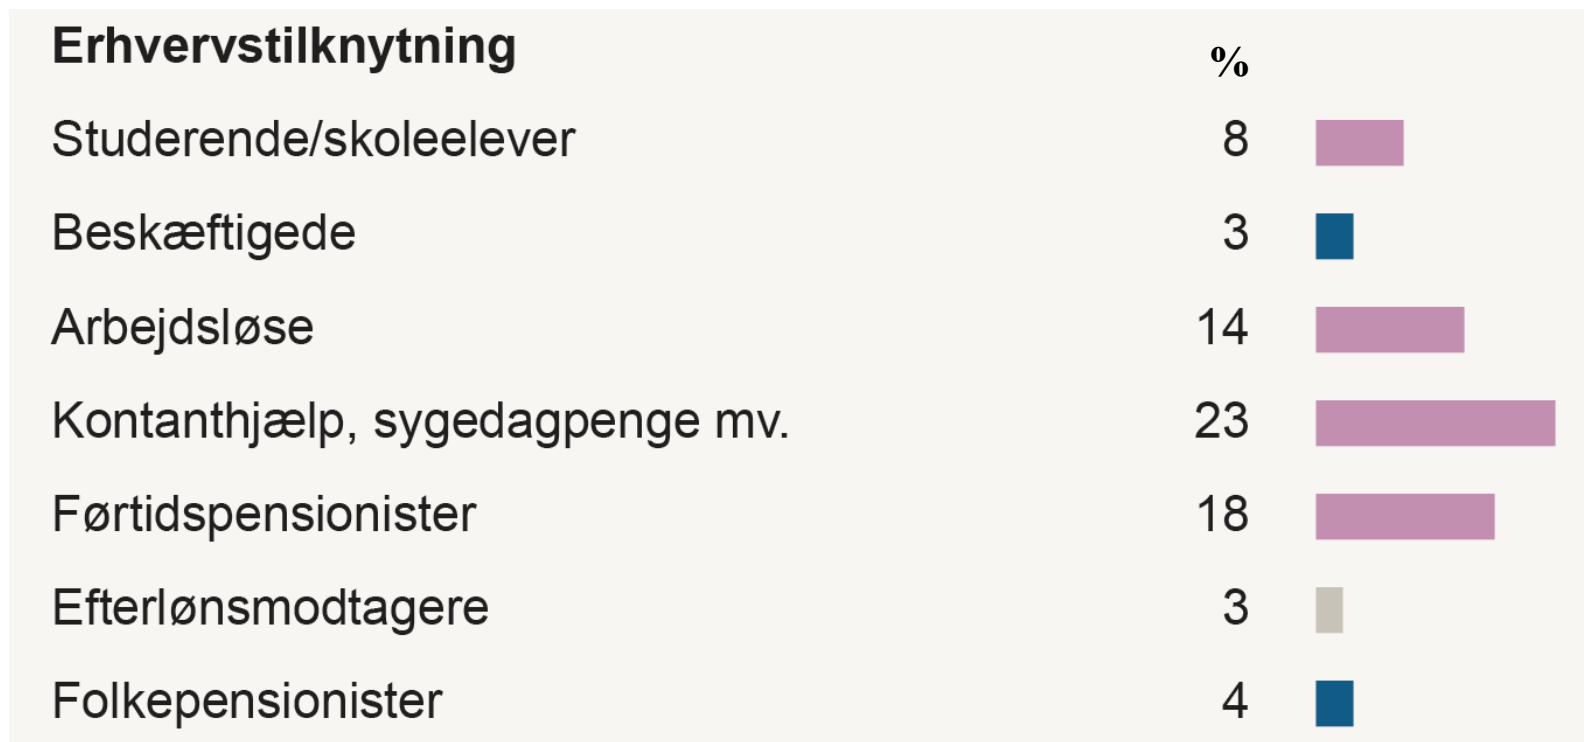 Erhvervstilknytning %
Studerende/skoleelever 8
Beskæftigede 3
Arbejdsløse 14
Kontanthjælp, sygedagpenge mv. 23
Førtidspensionister 18
Efterlønsmodtagere 3
Folkepensionister 4